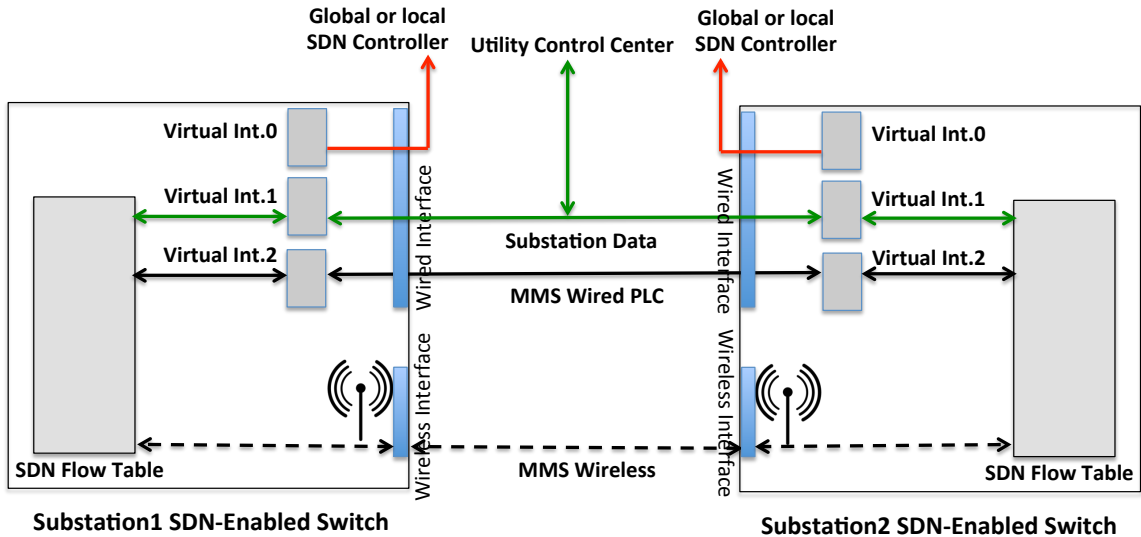 Global or local
SDN Controller
Utility Control Center
Global or local
SDN Controller
Virtual Int.0
Virtual Int.1
Virtual Int.2
Wired Interface
Substation Data
MMS Wired PLC
Wired Interface
Virtual Int.0
Virtual Int.1
Virtual Int.2
Wireless Interface
MMS Wireless
Wireless Interface
SDN Flow Table
SDN Flow Table
Substation1 SDN-Enabled Switch
Substation2 SDN-Enabled Switch